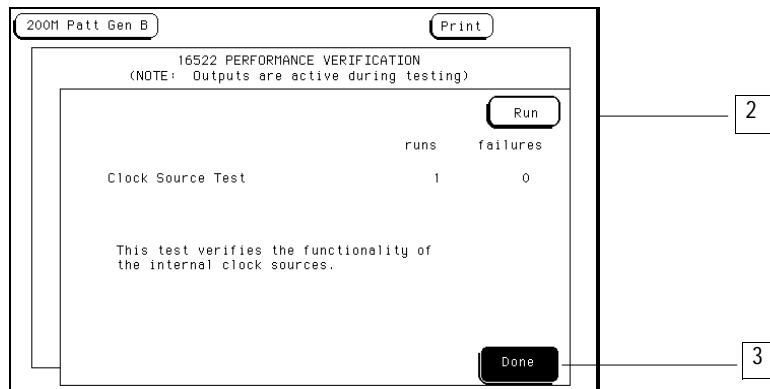 200M Patt Gen B
Print
16522 PERFORMANCE VERIFICATION
(NOTE: Outputs are active during testing)
Run
2
runs failures
Clock Source Test 1 0
This test verifies the functionality of
the internal clock sources.
Done
3